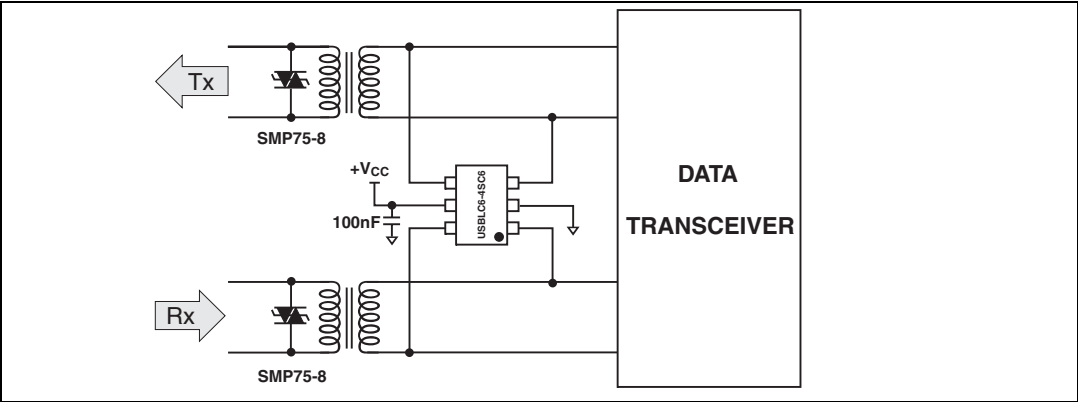 Tx
SMP75-8
+VCC
100nF
USBLC6-4SC6
DATA
TRANSCEIVER
Rx
SMP75-8